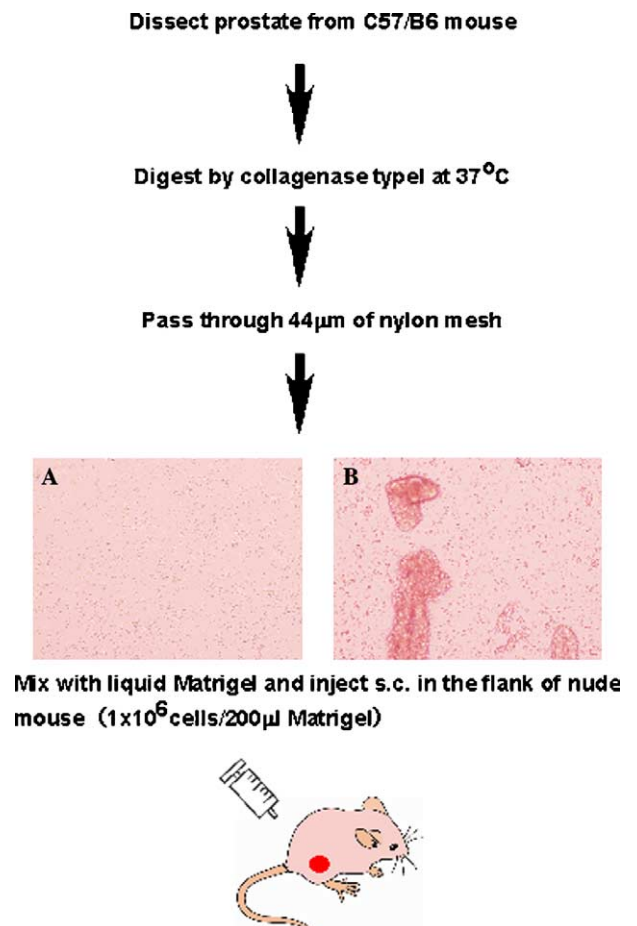 Dissect prostate from C57/B6 mouse
Digest by collagenase typeI at 37°C
Pass through 44µm of nylon mesh
A B
Mix with liquid Matrigel and inject s.c. in the flank of nude
mouse (1x10⁶cells/200µl Matrigel)